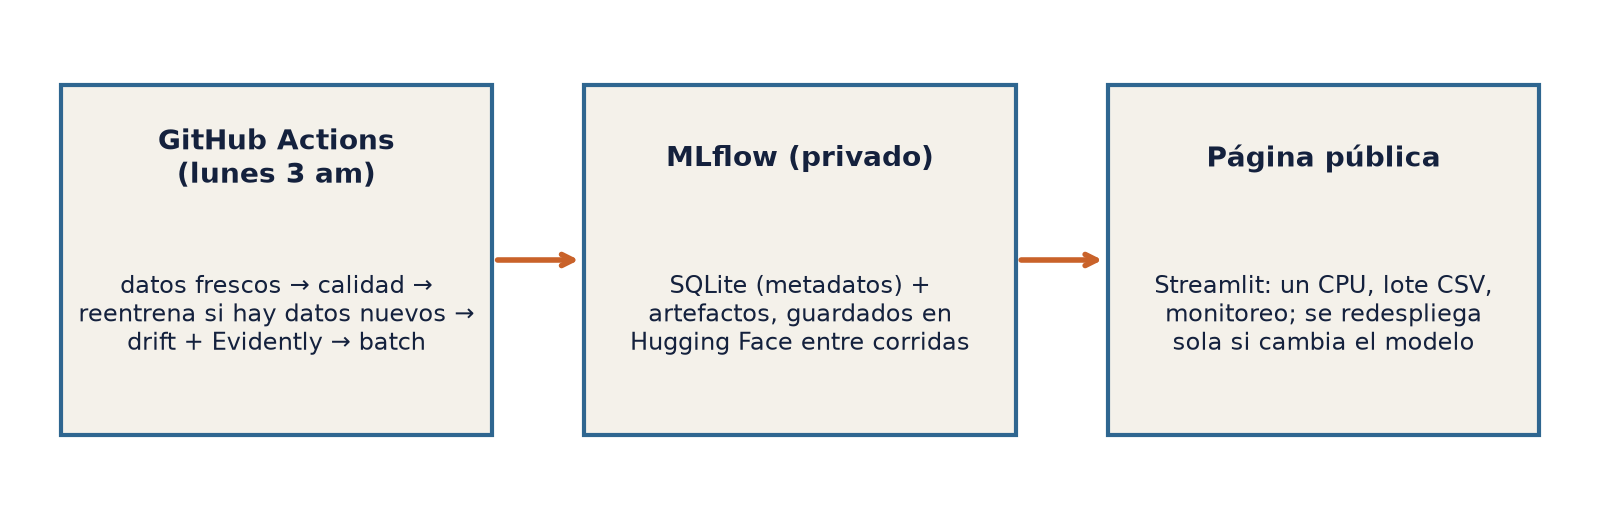 GitHub Actions
(lunes 3 am)
datos frescos → calidad →
reentrena si hay datos nuevos →
drift + Evidently → batch
MLflow (privado)
SQLite (metadatos) +
artefactos, guardados en
Hugging Face entre corridas
Página pública
Streamlit: un CPU, lote CSV,
monitoreo; se redespliega
sola si cambia el modelo